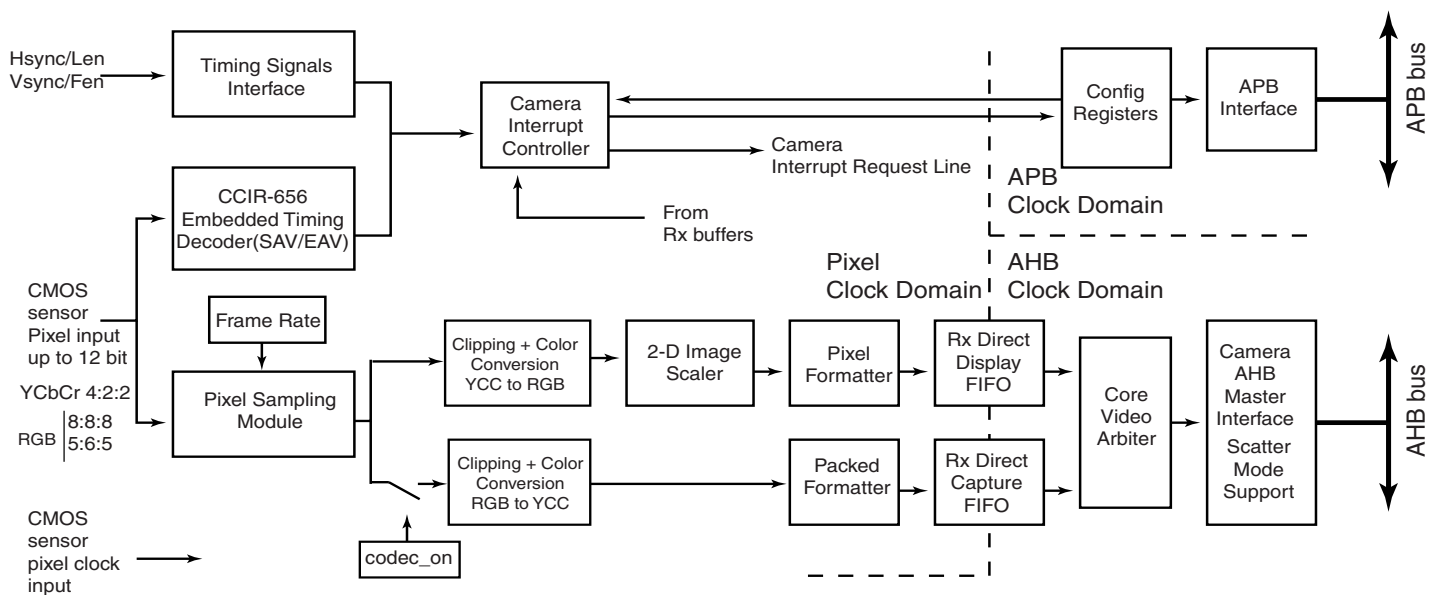 Hsync/Len
Vsync/Fen
Timing Signals
Interface
CCIR-656
Embedded Timing
Decoder(SAV/EAV)
Camera
Interrupt
Controller
Camera
Interrupt Request Line
From
Rx buffers
Config
Registers
APB
Interface
APB bus
APB
Clock Domain
Pixel
Clock Domain
AHB
Clock Domain
CMOS
sensor
Pixel input
up to 12 bit
YCbCr 4:2:2
RGB
8:8:8
5:6:5
Frame Rate
Pixel Sampling
Module
Clipping + Color
Conversion
YCC to RGB
2-D Image
Scaler
Pixel
Formatter
Rx Direct
Display
FIFO
Clipping + Color
Conversion
RGB to YCC
Packed
Formatter
Rx Direct
Capture
FIFO
Core
Video
Arbiter
Camera
AHB
Master
Interface
Scatter
Mode
Support
AHB bus
codec_on
CMOS
sensor
pixel clock
input